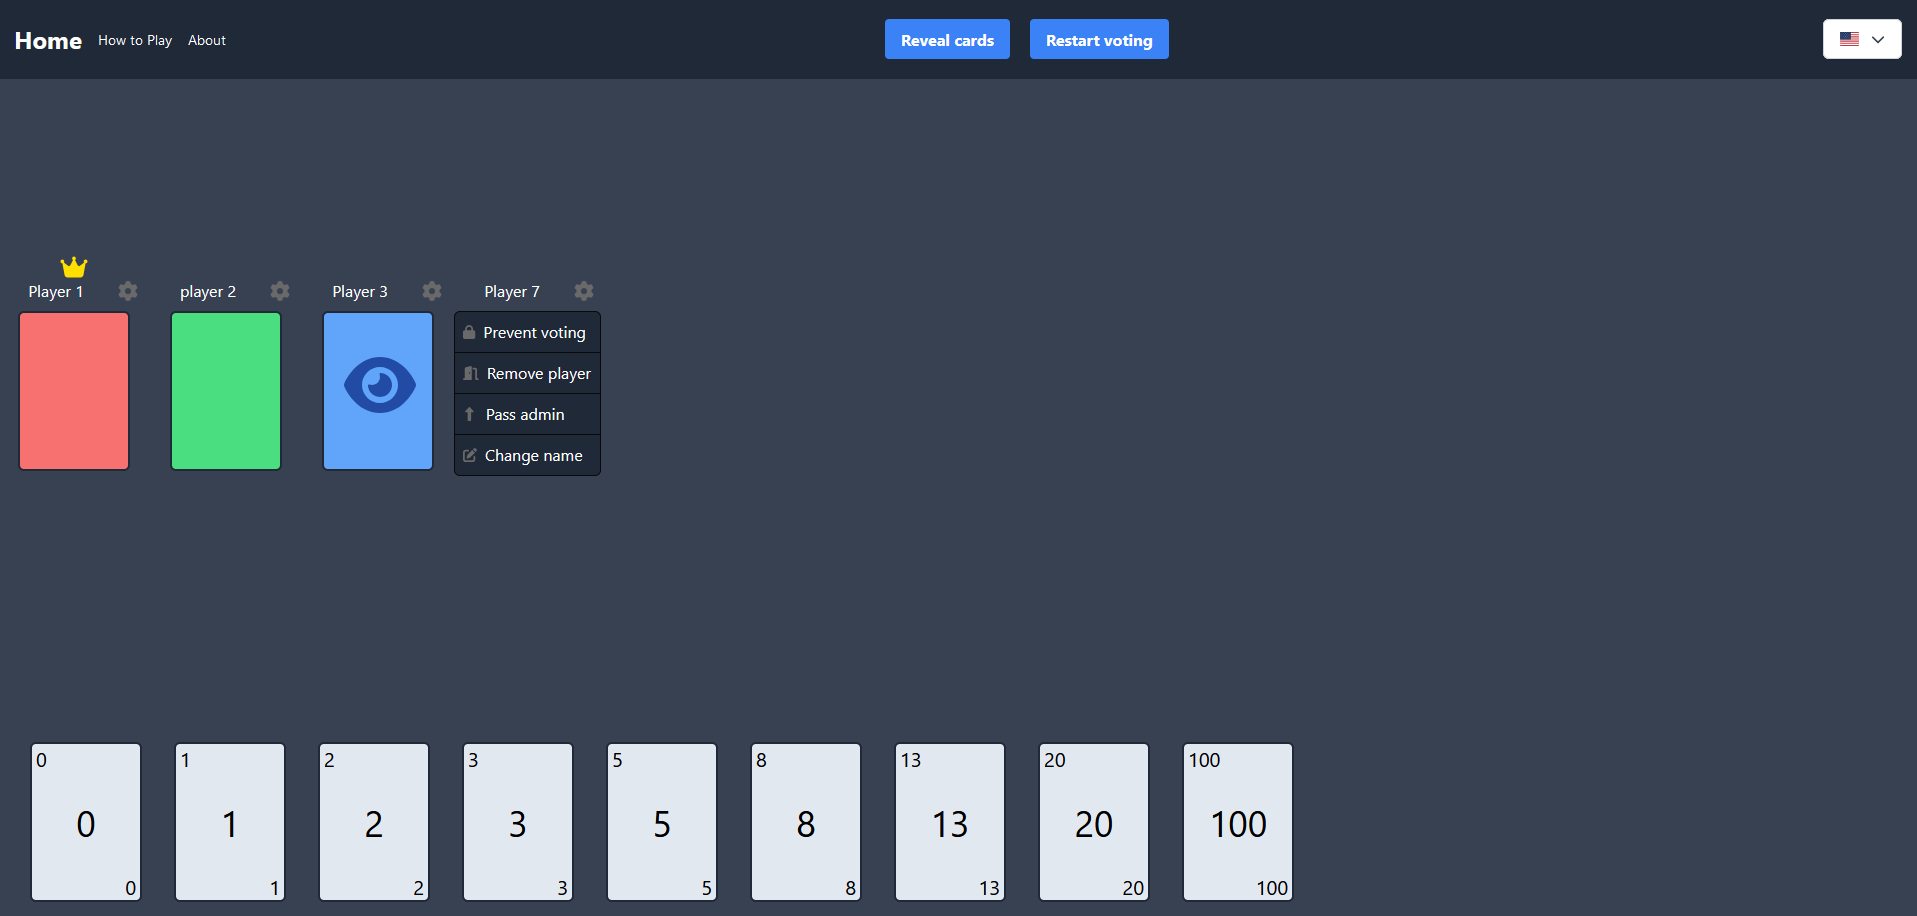 Home How to Play About Reveal cards Restart voting
Player 1 player 2 Player 3 Player 7
Prevent voting
Remove player
Pass admin
Change name
0 1 2 3 5 8 13 20 100
0 1 2 3 5 8 13 20 100
0 1 2 3 5 8 13 20 100